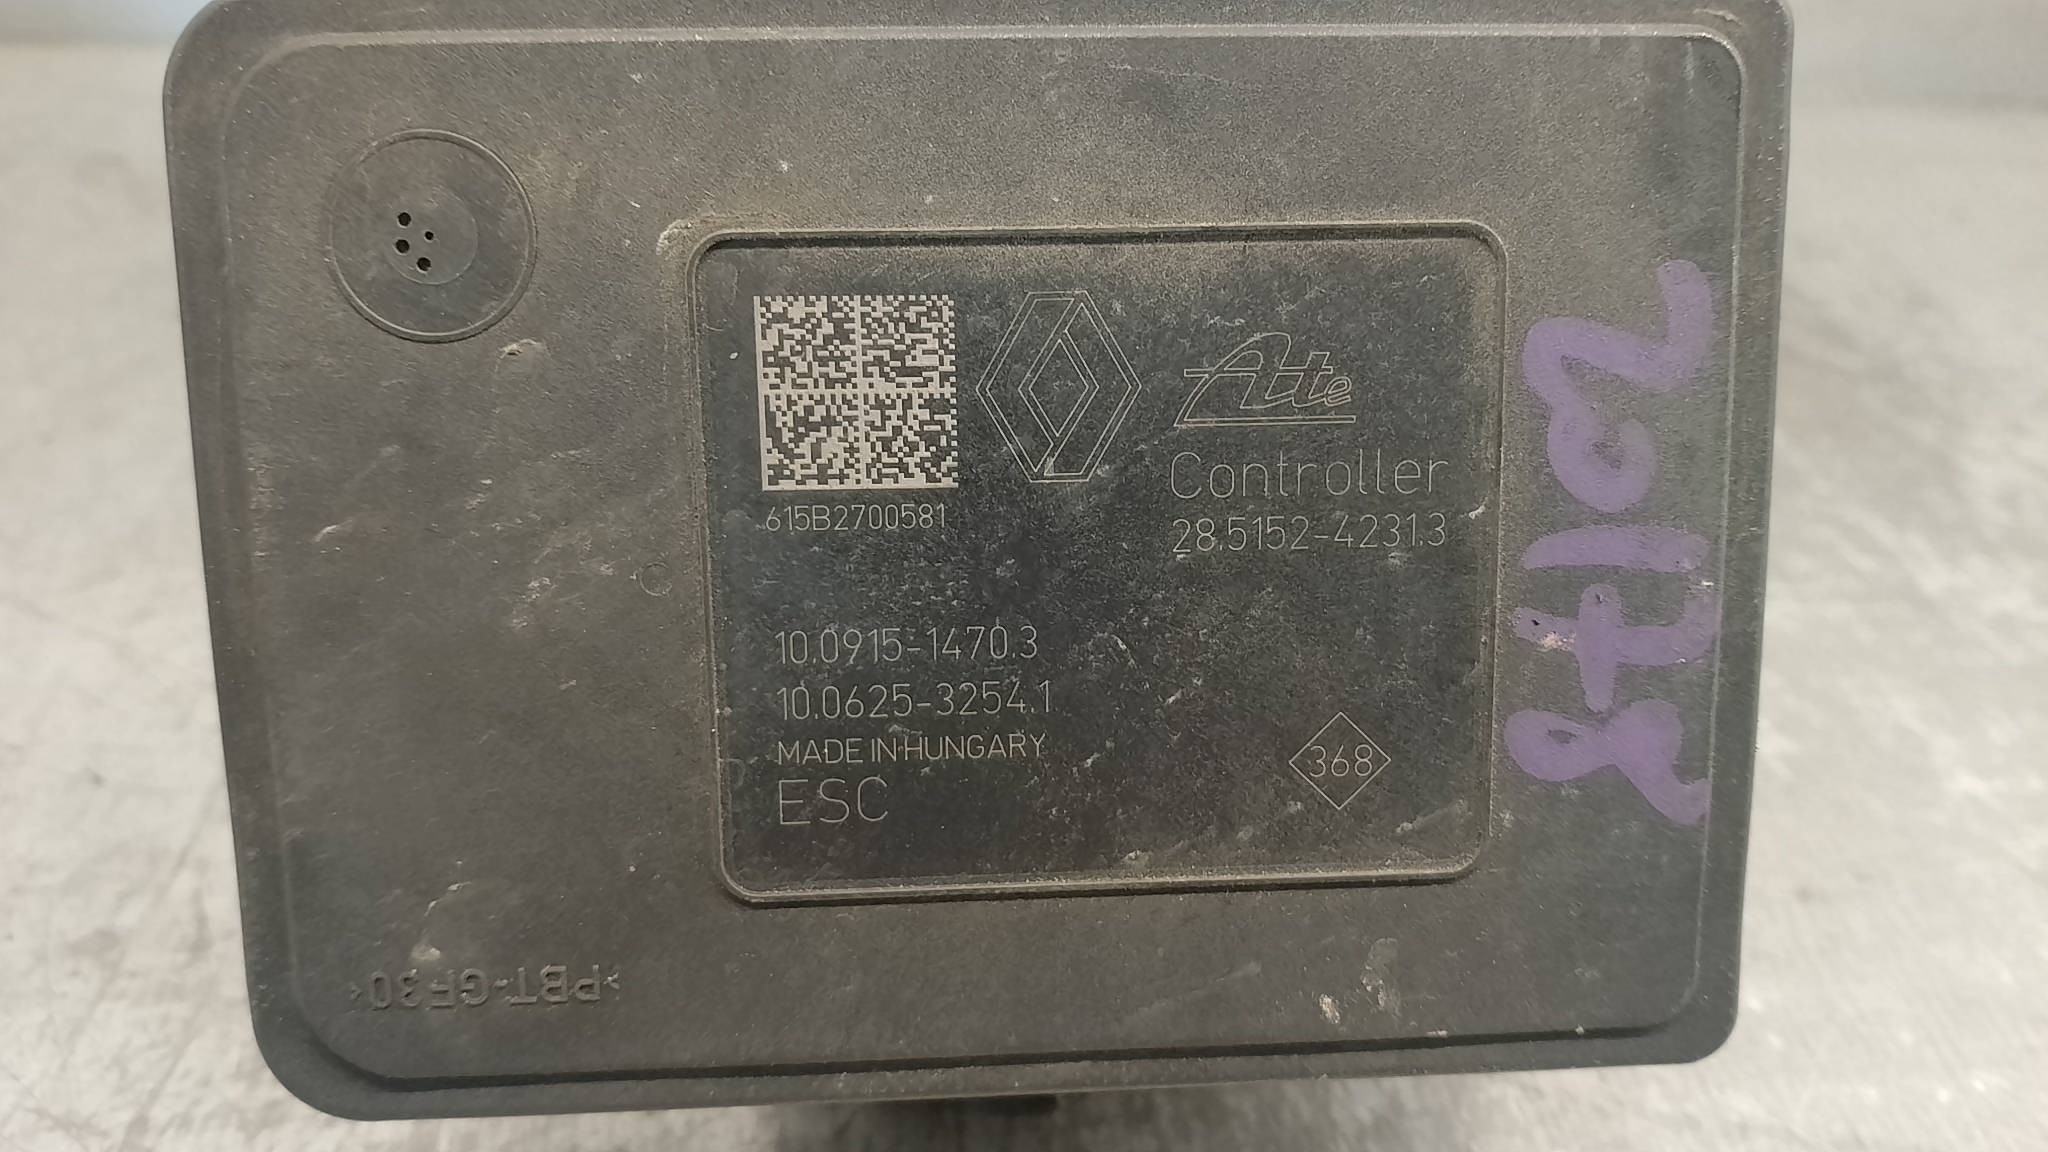 Ate
Controller
28.5152-4231.3
615B2700581
10.0915-1470.3
10.0625-3254.1
MADE IN HUNGARY
ESC
368
>PBT-GF30<